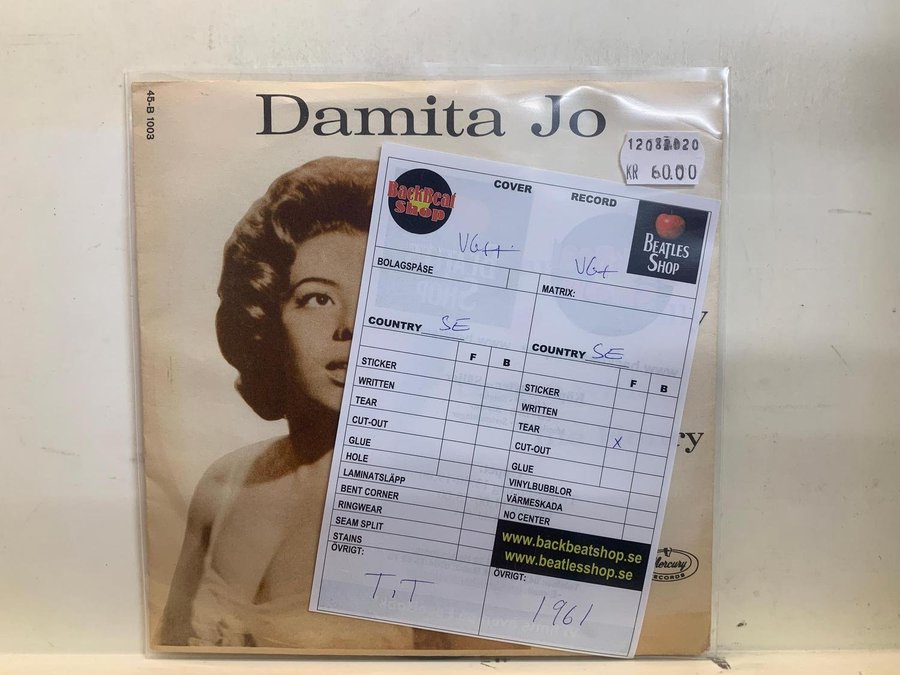 45-B 1003
Damita Jo
12082020
KR 60.00
BackBeat
Shop
COVER
RECORD
BEATLES
SHOP
VG++
VG+
BOLAGSPÅSE
MATRIX:
COUNTRY SE
COUNTRY SE
F B
STICKER
WRITTEN
TEAR
CUT-OUT
GLUE
HOLE
LAMINATSLÄPP
BENT CORNER
RINGWEAR
SEAM SPLIT
STAINS
ÖVRIGT:
T.T
F B
STICKER
WRITTEN
TEAR X
CUT-OUT
GLUE
VINYLBUBBLOR
VÄRMESKADA
NO CENTER
www.backbeatshop.se
www.beatlesshop.se
ÖVRIGT:
1961
y
ry
Mercury
RECORDS